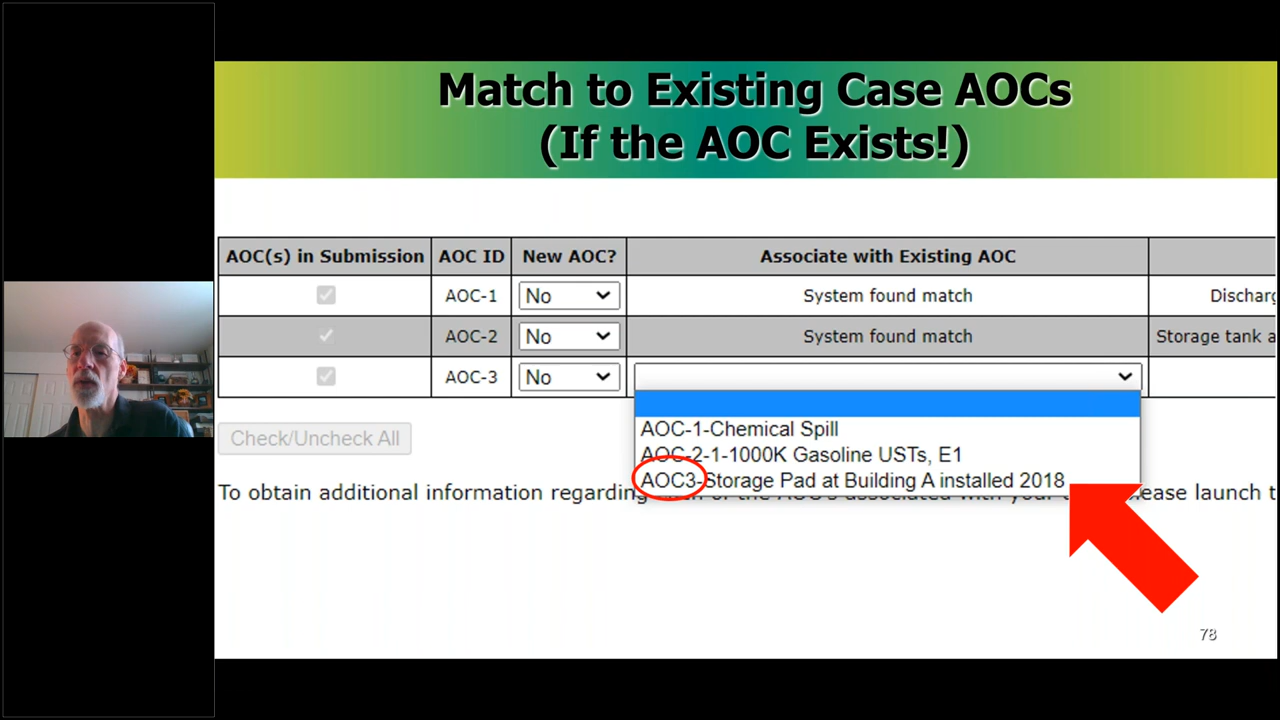 Match to Existing Case AOCs
(If the AOC Exists!)
AOC(s) in Submission AOC ID New AOC? Associate with Existing AOC
AOC-1 No System found match Discharg
AOC-2 No System found match Storage tank a
AOC-3 No
AOC-1-Chemical Spill
AOC-2-1-1000K Gasoline USTs, E1
AOC3-Storage Pad at Building A installed 2018
Check/Uncheck All
To obtain additional information regarding launch t
78